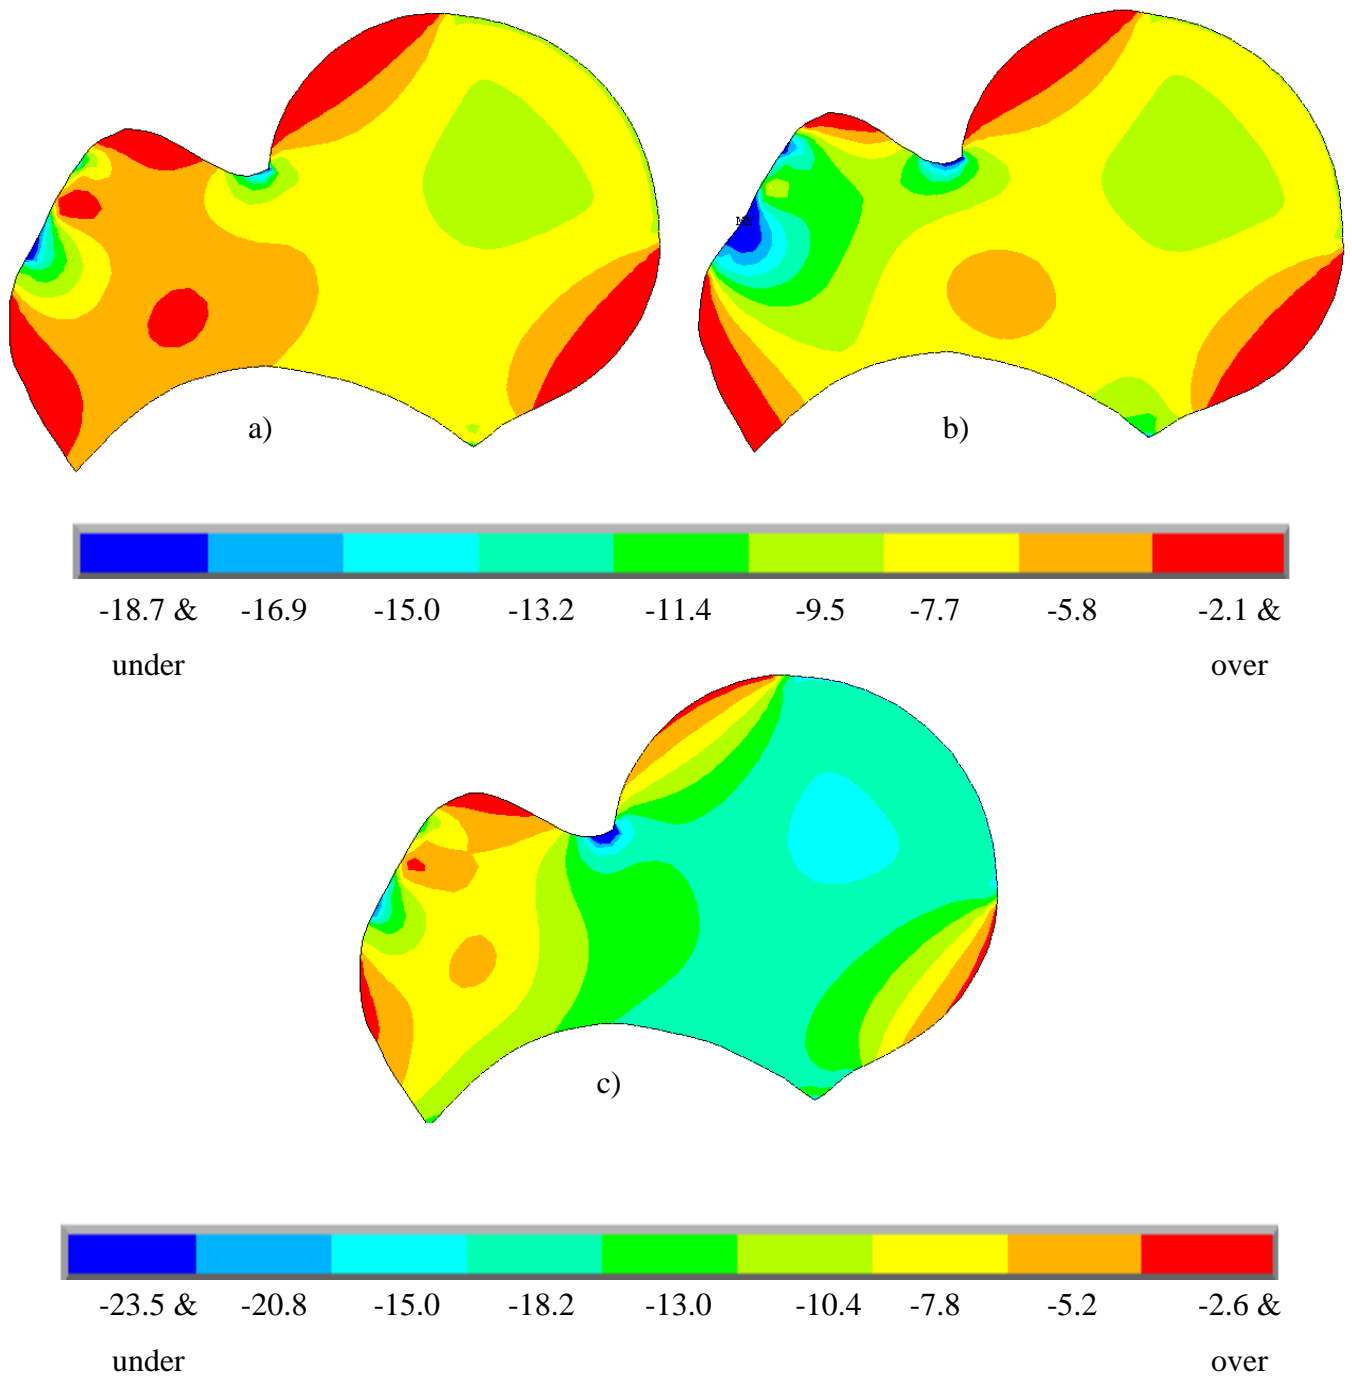 a)
b)
-18.7 & -16.9 -15.0 -13.2 -11.4 -9.5 -7.7 -5.8 -2.1 &
under over
c)
-23.5 & -20.8 -15.0 -18.2 -13.0 -10.4 -7.8 -5.2 -2.6 &
under over